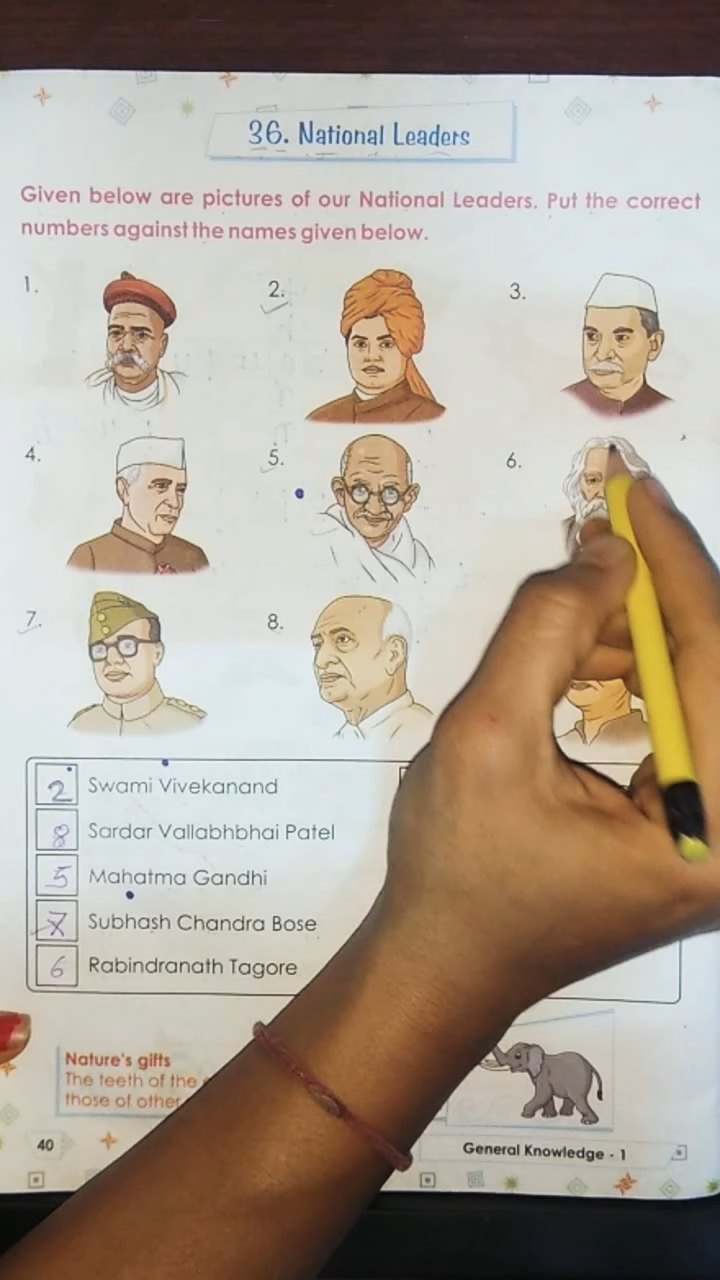 36. National Leaders
Given below are pictures of our National Leaders. Put the correct
numbers against the names given below.
1. 2. 3.
4. 5. 6.
7. 8.
2 Swami Vivekanand
8 Sardar Vallabhbhai Patel
5 Mahatma Gandhi
7 Subhash Chandra Bose
6 Rabindranath Tagore
Nature's gifts
The teeth of the
those of other
40
General Knowledge - 1